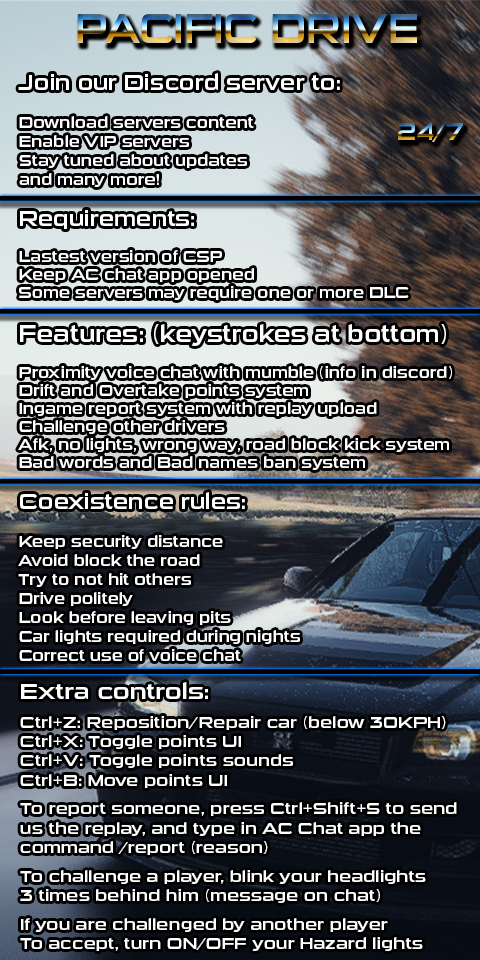 PACIFIC DRIVE
Join our Discord server to:
Download servers content
24/7
Enable VIP servers
Stay tuned about updates
and many more!
Requirements:
Lastest version of CSP
Keep AC chat app opened
Some servers may require one or more DLC
Features: (keystrokes at bottom)
Proximity voice chat with mumble (info in discord)
Drift and Overtake points system
Ingame report system with replay upload
Challenge other drivers
Afk, no lights, wrong way, road block kick system
Bad words and Bad names ban system
Coexistence rules:
Keep security distance
Avoid block the road
Try to not hit others
Drive politely
Look before leaving pits
Car lights required during nights
Correct use of voice chat
Extra controls:
Ctrl+Z: Reposition/Repair car (below 30KPH)
Ctrl+X: Toggle points UI
Ctrl+V: Toggle points sounds
Ctrl+B: Move points UI
To report someone, press Ctrl+Shift+S to send
us the replay, and type in AC Chat app the
command /report (reason)
To challenge a player, blink your headlights
3 times behind him (message on chat)
If you are challenged by another player
To accept, turn ON/OFF your Hazard lights